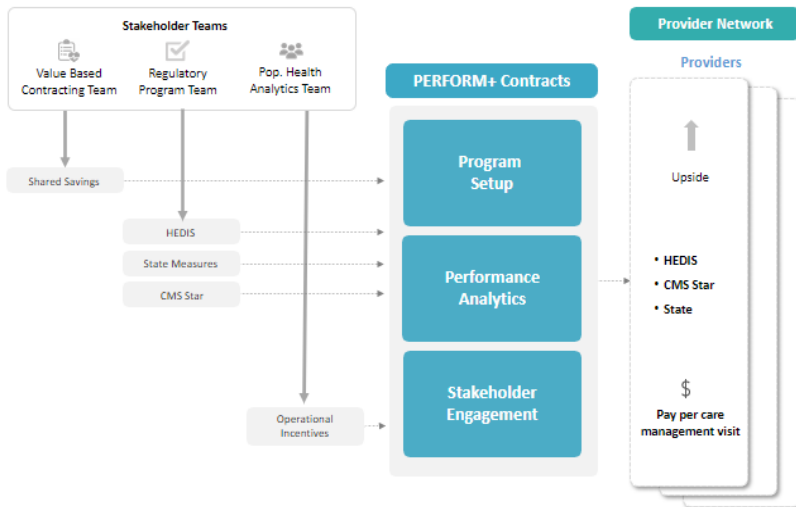 Stakeholder Teams
Value Based
Contracting Team
Regulatory
Program Team
Pop. Health
Analytics Team
Shared Savings
HEDIS
State Measures
CMS Star
Operational
Incentives
PERFORM+ Contracts
Program
Setup
Performance
Analytics
Stakeholder
Engagement
Provider Network
Providers
Upside
• HEDIS
• CMS Star
• State
$
Pay per care
management visit